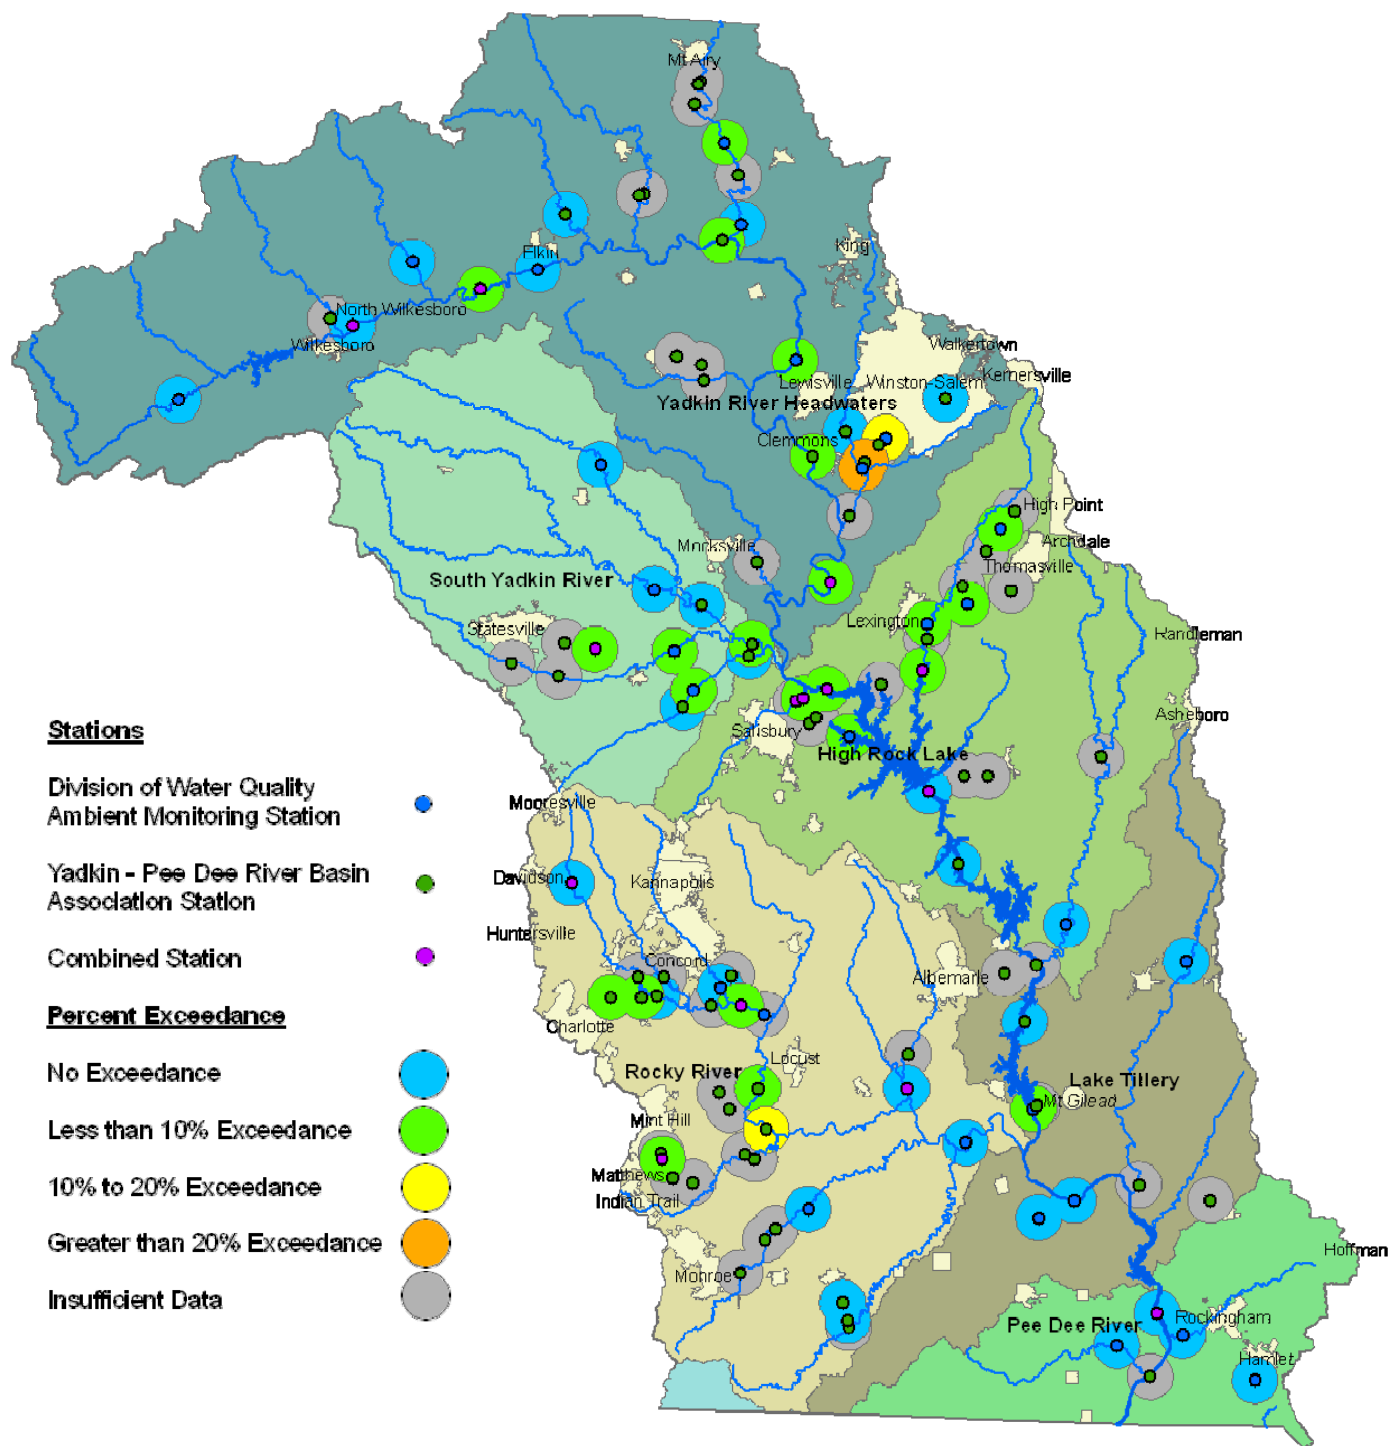 Mt Airy
King
Elkin
North Wilkesboro
Wilkesboro
Walkertown
Kernersville
Lewisville
Winston-Salem
Yadkin River Headwaters
Clemmons
High Point
Archdale
Mocksville
Thomasville
South Yadkin River
Lexington
Statesville
Randleman
Asheboro
Salisbury
High Rock Lake
Stations
Division of Water Quality
Ambient Monitoring Station
Yadkin - Pee Dee River Basin
Association Station
Combined Station
Percent Exceedance
No Exceedance
Less than 10% Exceedance
10% to 20% Exceedance
Greater than 20% Exceedance
Insufficient Data
Mooresville
Davidson
Kannapolis
Huntersville
Concord
Albemarle
Charlotte
Locust
Rocky River
Lake Tillery
Mt Gilead
Mint Hill
Matthews
Indian Trail
Monroe
Hoffman
Pee Dee River
Rockingham
Hamlet